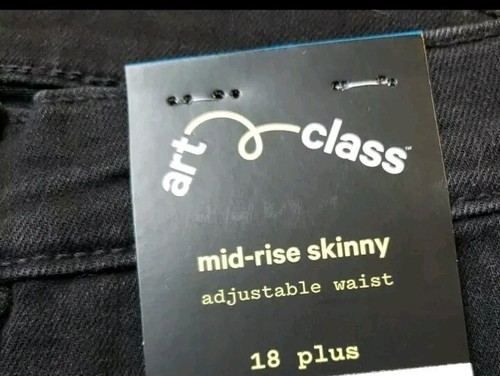 art class™
mid-rise skinny
adjustable waist
18 plus